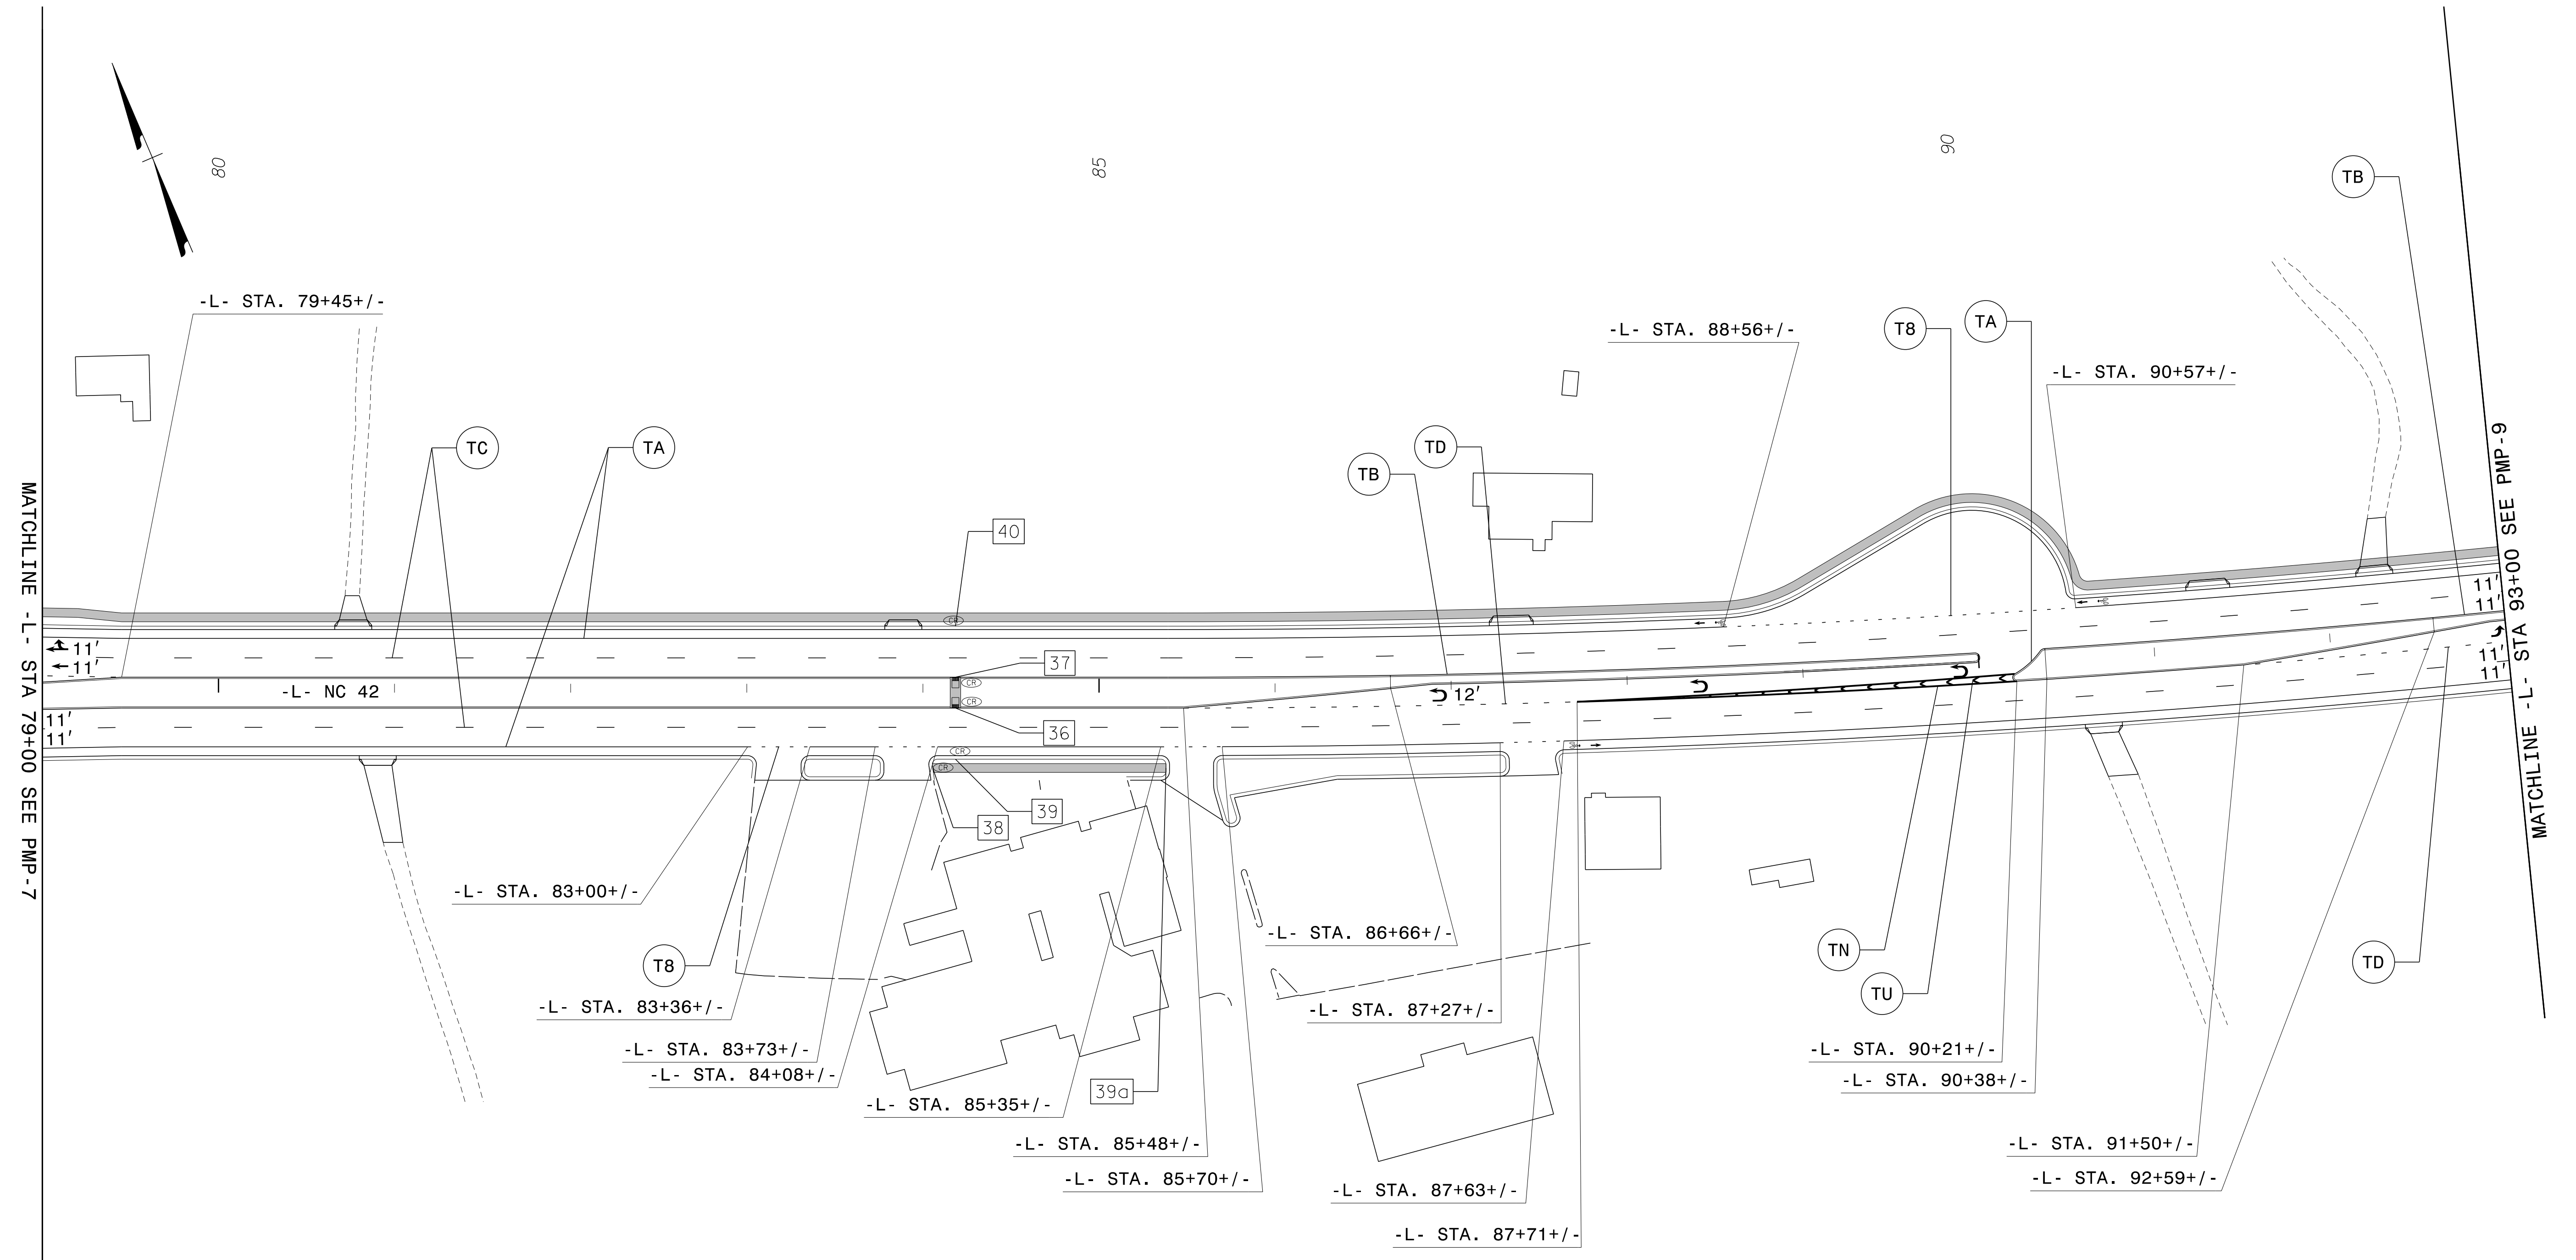 80
85
90
TB
-L- STA. 79+45+/-
-L- STA. 88+56+/-
T8
TA
-L- STA. 90+57+/-
TC
TA
TB
TD
40
MATCHLINE -L- STA 79+00 SEE PMP-7
MATCHLINE -L- STA 93+00 SEE PMP-9
11'
11'
11'
11'
CR
37
-L- NC 42
CR
CR
12'
11'
11'
11'
11'
36
CR
CR
39
38
-L- STA. 83+00+/-
T8
-L- STA. 86+66+/-
TN
TD
TU
-L- STA. 83+36+/-
-L- STA. 87+27+/-
-L- STA. 83+73+/-
-L- STA. 90+21+/-
-L- STA. 84+08+/-
-L- STA. 90+38+/-
39a
-L- STA. 85+35+/-
-L- STA. 85+48+/-
-L- STA. 91+50+/-
-L- STA. 85+70+/-
-L- STA. 92+59+/-
-L- STA. 87+63+/-
-L- STA. 87+71+/-